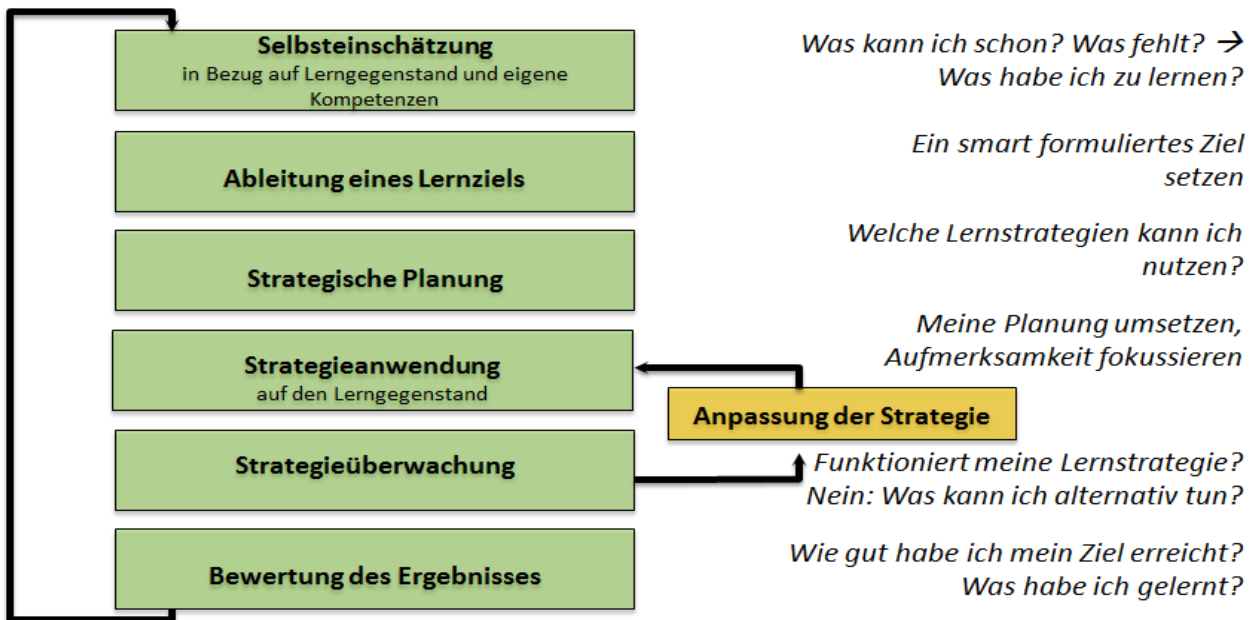 Selbsteinschätzung
in Bezug auf Lerngegenstand und eigene
Kompetenzen
Was kann ich schon? Was fehlt? →
Was habe ich zu lernen?
Ableitung eines Lernziels
Ein smart formuliertes Ziel
setzen
Strategische Planung
Welche Lernstrategien kann ich
nutzen?
Strategieanwendung
auf den Lerngegenstand
Meine Planung umsetzen,
Aufmerksamkeit fokussieren
Anpassung der Strategie
Strategieüberwachung
Funktioniert meine Lernstrategie?
Nein: Was kann ich alternativ tun?
Bewertung des Ergebnisses
Wie gut habe ich mein Ziel erreicht?
Was habe ich gelernt?